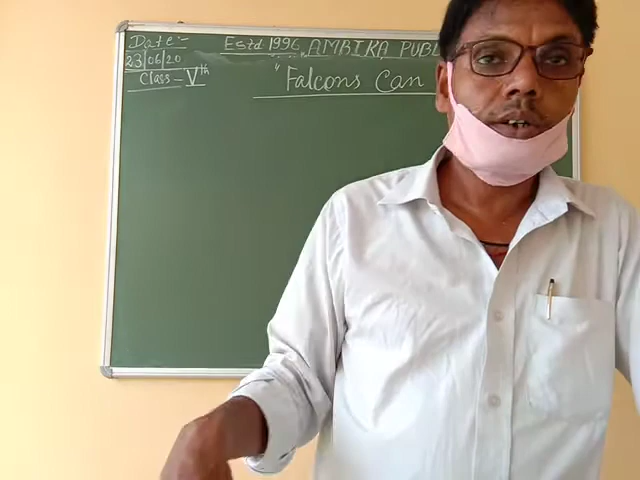 Date :-
23/06/20
Class - Vth
Estd 1996 AMBIKA PUBL
"Falcons Can